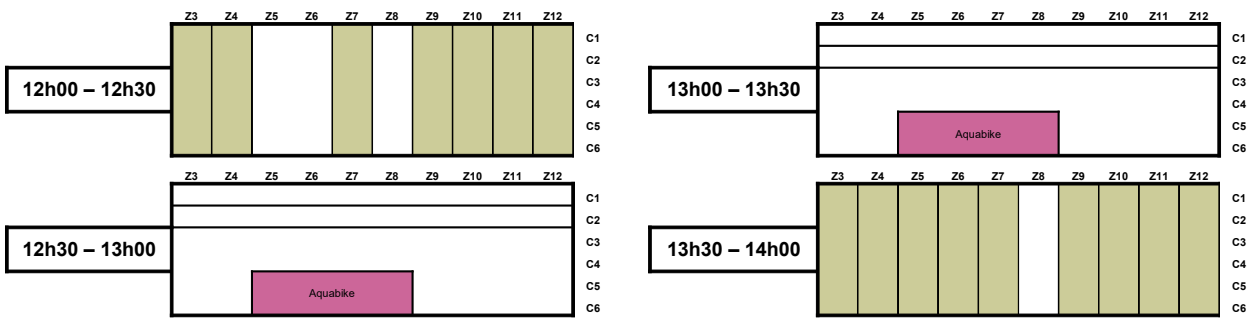 Z3 Z4 Z5 Z6 Z7 Z8 Z9 Z10 Z11 Z12
C1
C2
12h00 – 12h30
C3
C4
C5
C6
Z3 Z4 Z5 Z6 Z7 Z8 Z9 Z10 Z11 Z12
C1
C2
12h30 – 13h00
C3
C4
Aquabike
C5
C6
Z3 Z4 Z5 Z6 Z7 Z8 Z9 Z10 Z11 Z12
C1
C2
13h00 – 13h30
C3
C4
Aquabike
C5
C6
Z3 Z4 Z5 Z6 Z7 Z8 Z9 Z10 Z11 Z12
C1
C2
13h30 – 14h00
C3
C4
C5
C6